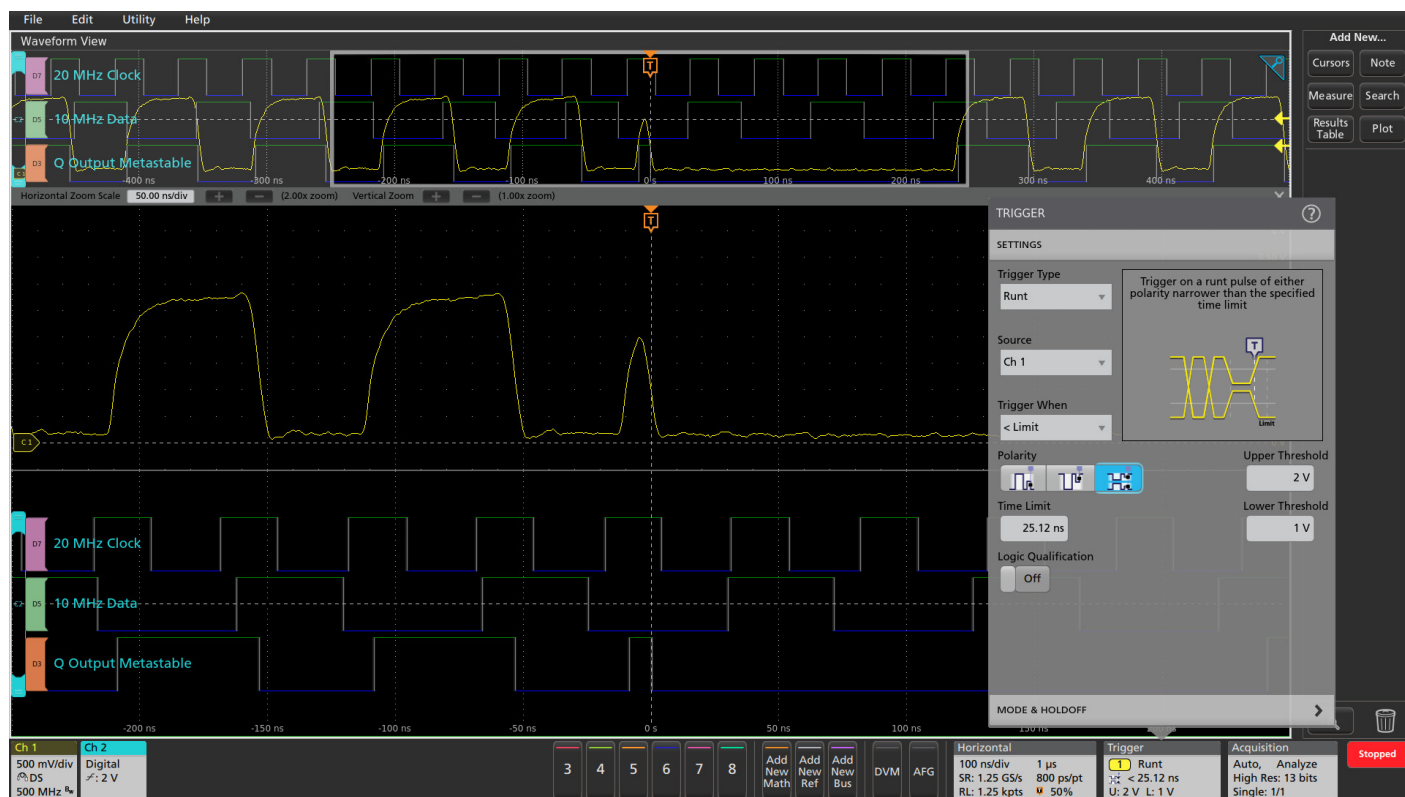 File Edit Utility Help
Waveform View
Add New...
Cursors Note
Measure Search
Results Table Plot
D7 20 MHz Clock
C2 D5 10 MHz Data
D3 Q Output Metastable
C1
T
-400 ns -300 ns -200 ns -100 ns 0 s 100 ns 200 ns 300 ns 400 ns
Horizontal Zoom Scale 50.00 ns/div + - (2.00x zoom) Vertical Zoom + - (1.00x zoom)
T
C1
D7 20 MHz Clock
C2 D5 10 MHz Data
D3 Q Output Metastable
-200 ns -150 ns -100 ns -50 ns 0 s 50 ns 100 ns 150 ns
TRIGGER ?
SETTINGS
Trigger Type
Runt
Source
Ch 1
Trigger When
< Limit
Trigger on a runt pulse of either
polarity narrower than the specified
time limit
T
Limit
Polarity
Upper Threshold
2 V
Time Limit
25.12 ns
Lower Threshold
1 V
Logic Qualification
Off
MODE & HOLDOFF
Ch 1
500 mV/div
DS
500 MHz Bw
Ch 2
Digital
: 2 V
3 4 5 6 7 8
Add New Math
Add New Ref
Add New Bus
DVM AFG
Horizontal
100 ns/div 1 µs
SR: 1.25 GS/s 800 ps/pt
RL: 1.25 kpts 50%
Trigger
1 Runt
< 25.12 ns
U: 2 V L: 1 V
Acquisition
Auto, Analyze
High Res: 13 bits
Single: 1/1
Stopped